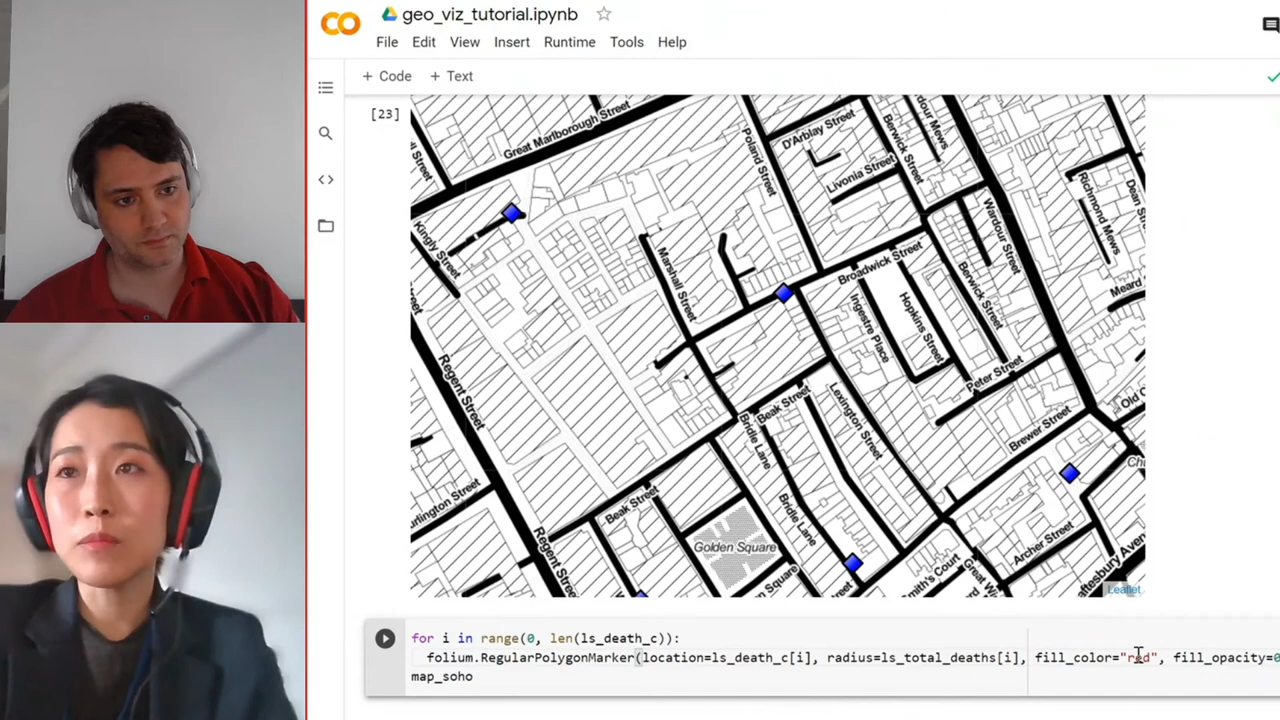 geo_viz_tutorial.ipynb
File Edit View Insert Runtime Tools Help
+ Code + Text
[23]
Great Marlborough Street
Poland Street
D'Arblay Street
Berwick Street
Livonia Street
Richmond Mews
Dean
Kingly Street
Marshall Street
Broadwick Street
Wardour Street
Berwick Street
Meard
Ingestre Place
Hopkins Street
Regent Street
Peter Street
Beak Street
Lexington Street
Bridle Lane
Brewer Street
Old
Beak Street
Bridle Lane
Golden Square
Archer Street
Regent Street
Leaflet
for i in range(0, len(ls_death_c)):
folium.RegularPolygonMarker(location=ls_death_c[i], radius=ls_total_deaths[i], fill_color="red", fill_opacity=0
map_soho